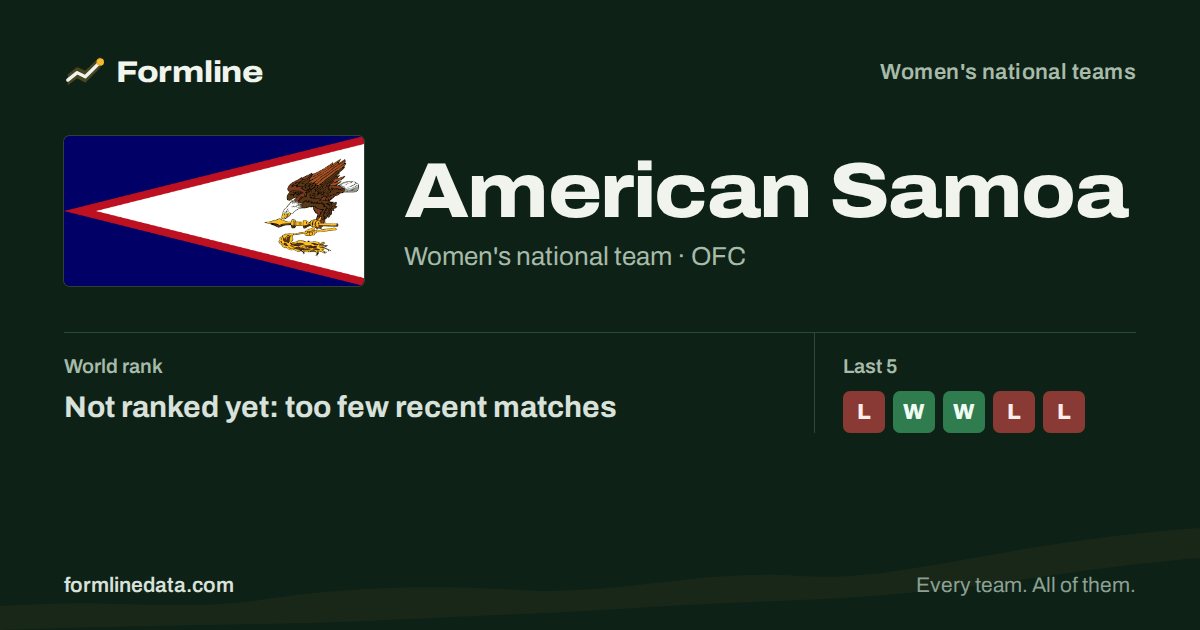 Formline
Women's national teams
American Samoa
Women's national team · OFC
World rank
Not ranked yet: too few recent matches
Last 5
L W W L L
formlinedata.com
Every team. All of them.